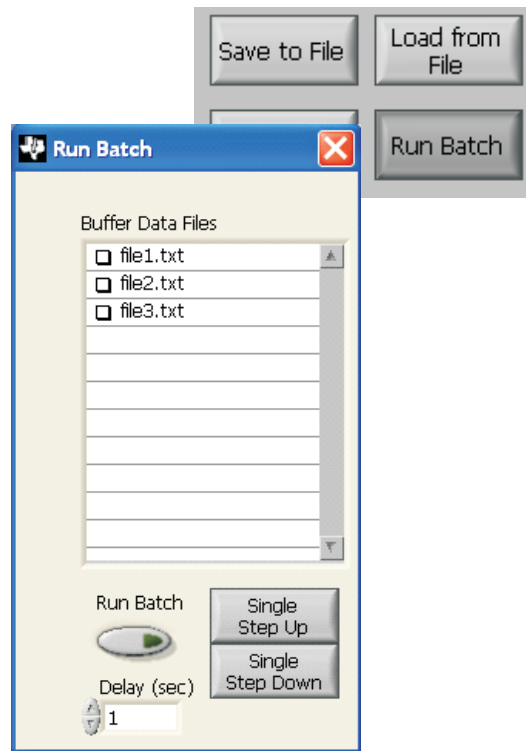 Save to File
Load from
File
Run Batch
Run Batch
Buffer Data Files
file1.txt
file2.txt
file3.txt
Run Batch
Single
Step Up
Single
Step Down
Delay (sec)
1